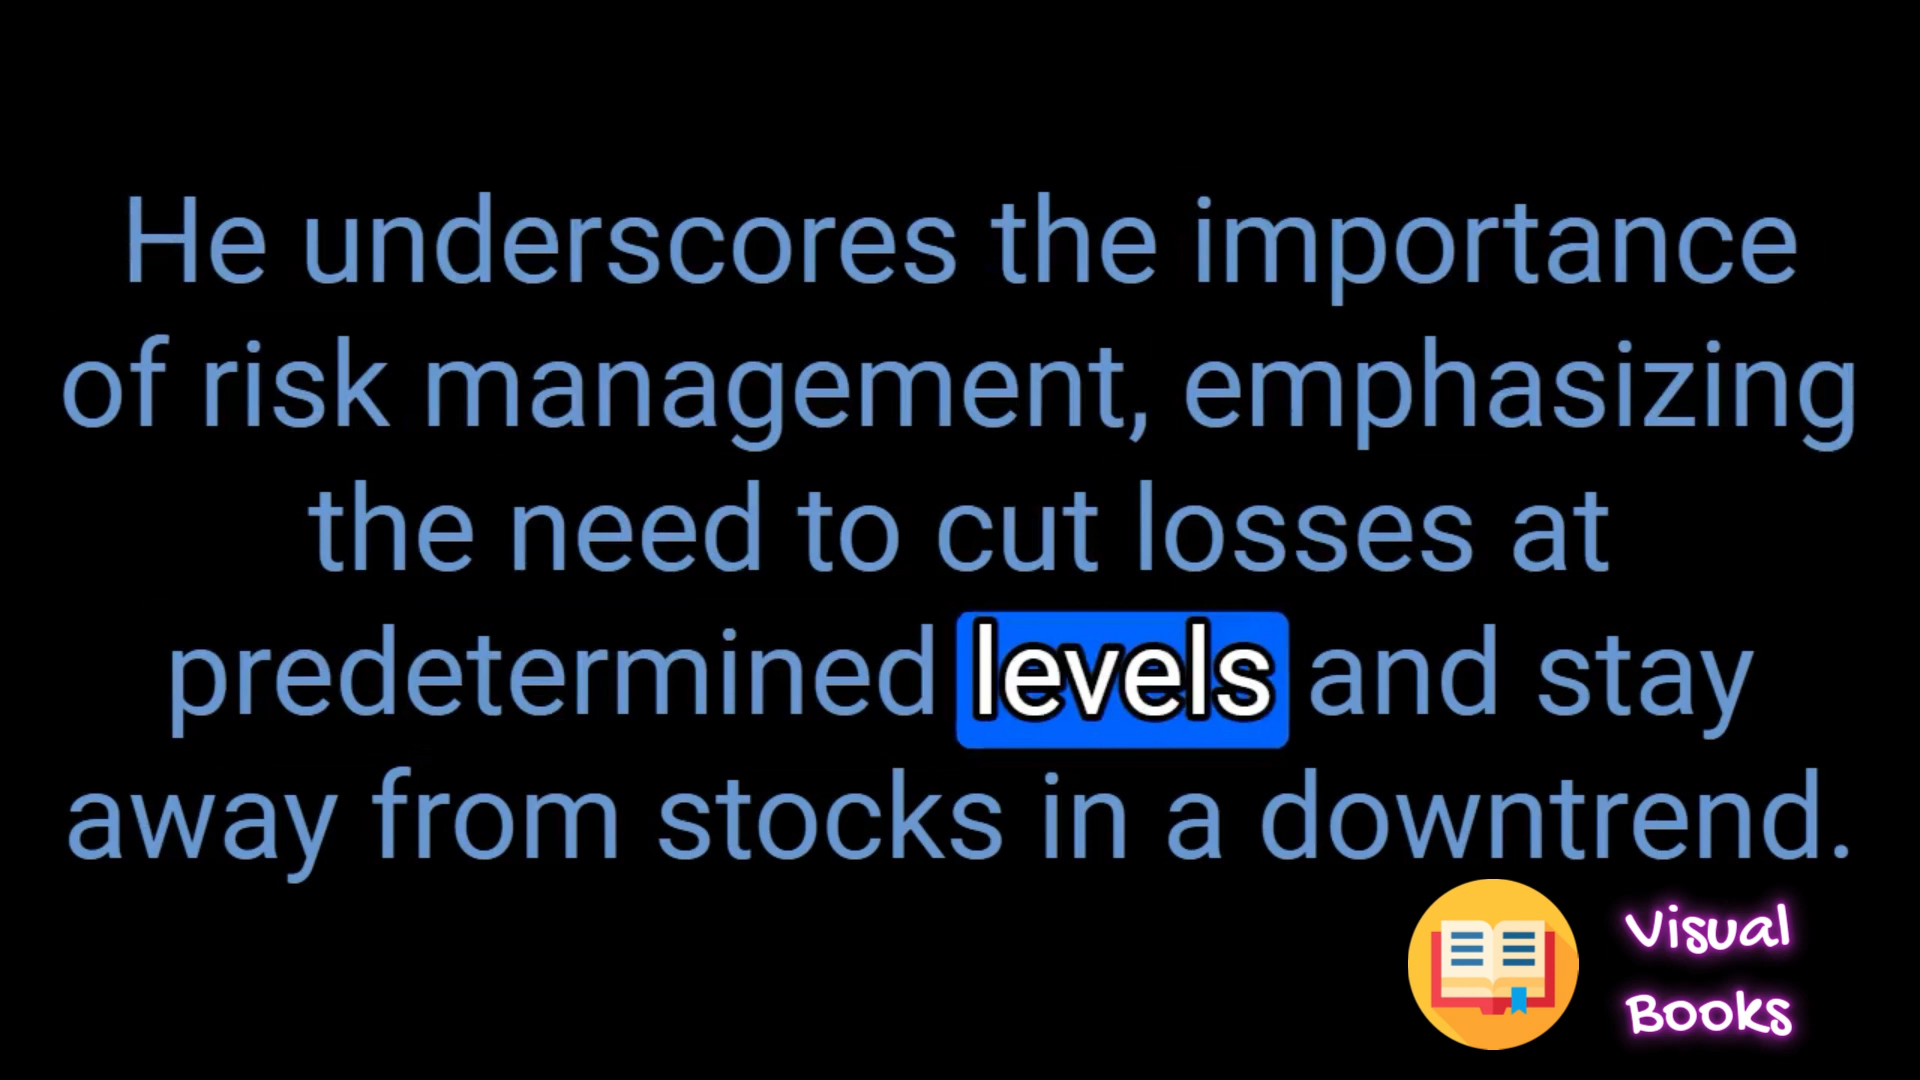 He underscores the importance
of risk management, emphasizing
the need to cut losses at
predetermined levels and stay
away from stocks in a downtrend.
Visual
Books